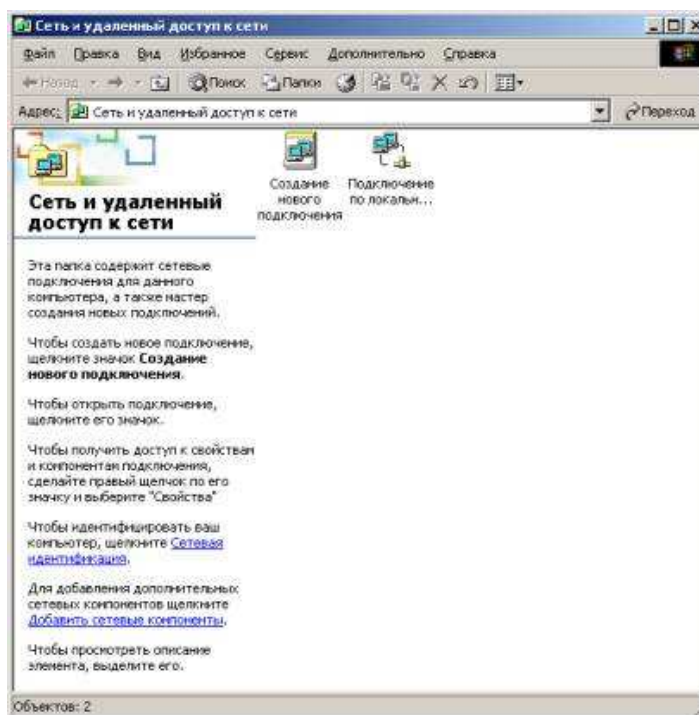 Сеть и удаленный доступ к сети
Файл Правка Вид Избранное Сервис Дополнительно Справка
Назад Поиск Папки
Адрес: Сеть и удаленный доступ к сети Переход
Создание нового подключения
Подключение по локальн...
Сеть и удаленный
доступ к сети
Эта папка содержит сетевые
подключения для данного
компьютера, а также мастер
создания новых подключений.
Чтобы создать новое подключение,
щелкните значок Создание
нового подключения.
Чтобы открыть подключение,
щелкните его значок.
Чтобы получить доступ к свойствам
и компонентам подключения,
сделайте правый щелчок по его
значку и выберите "Свойства"
Чтобы идентифицировать ваш
компьютер, щелкните Сетевая
идентификация.
Для добавления дополнительных
сетевых компонентов щелкните
Добавить сетевые компоненты.
Чтобы просмотреть описание
элемента, выделите его.
Объектов: 2